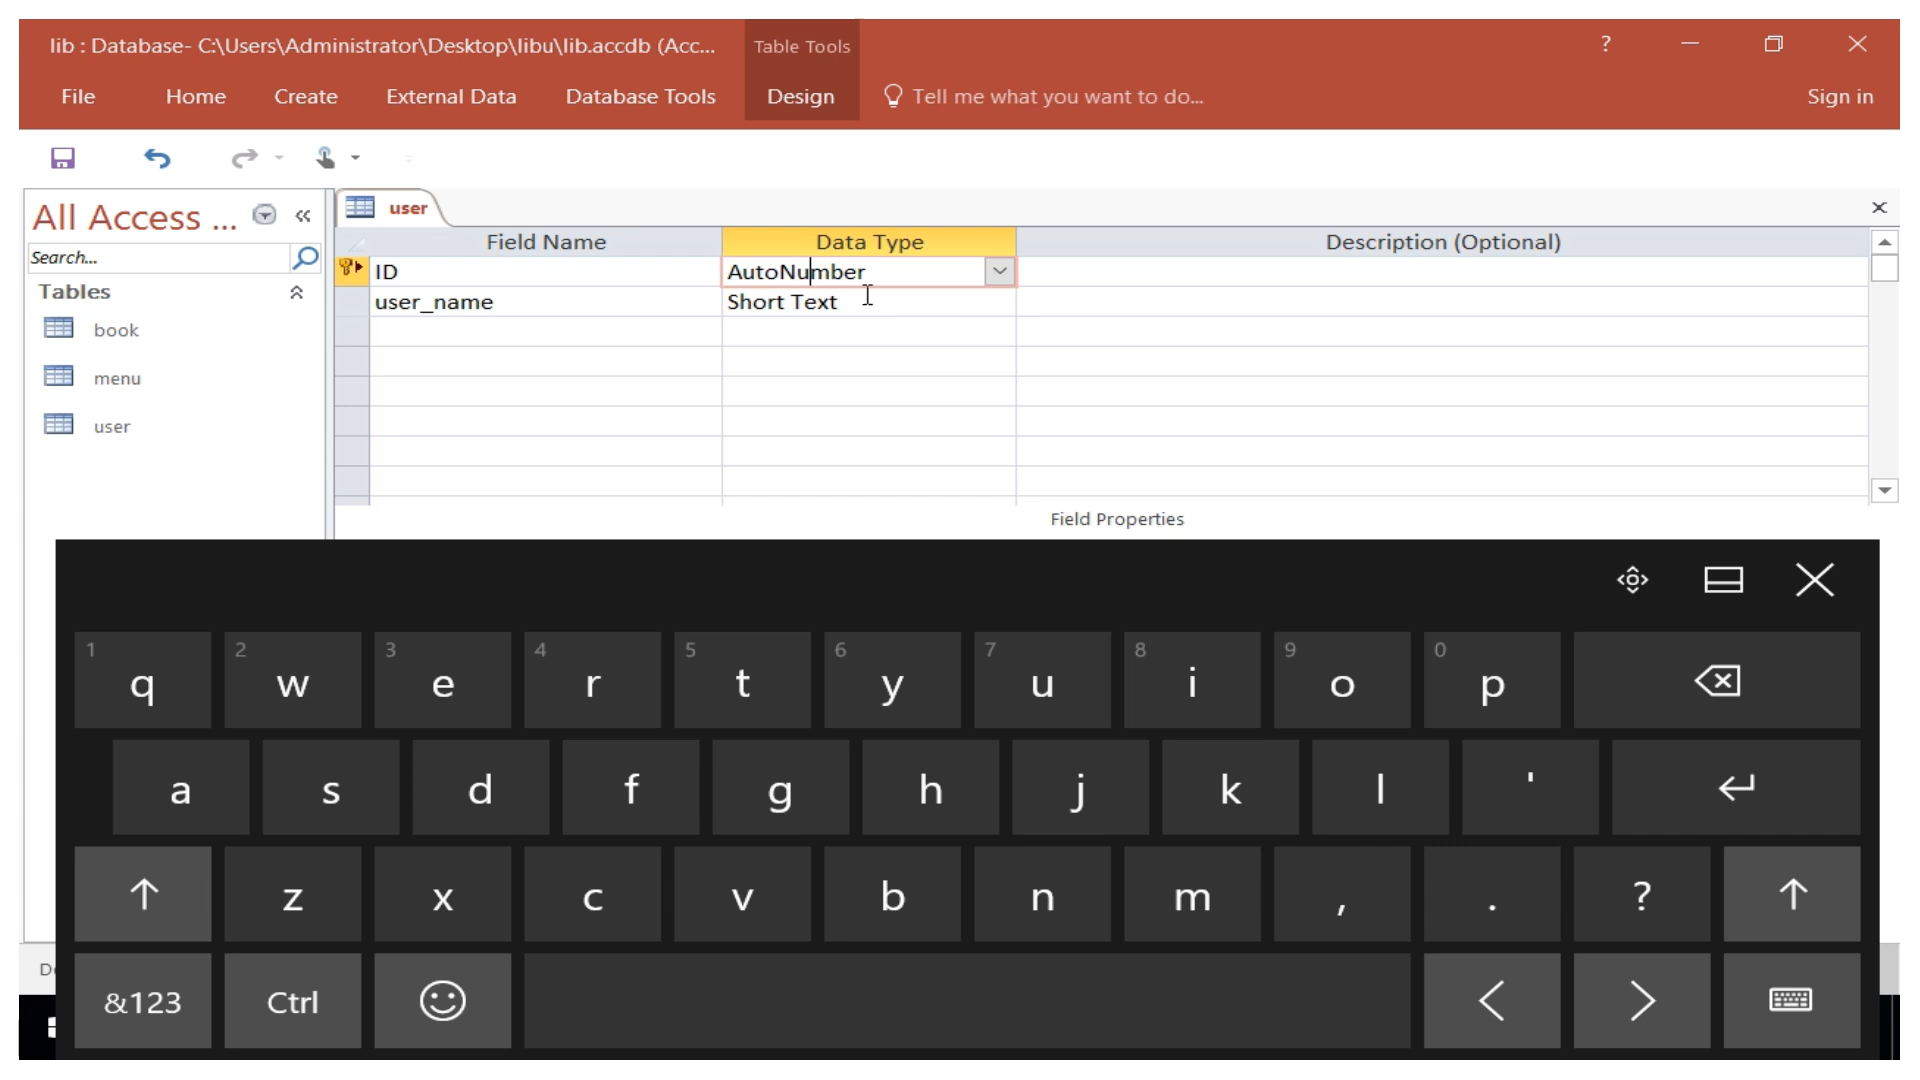 lib : Database- C:\Users\Administrator\Desktop\libu\lib.accdb (Acc...
Table Tools
?
File
Home
Create
External Data
Database Tools
Design
Tell me what you want to do...
Sign in
All Access ...
user
Search...
Field Name
Data Type
Description (Optional)
ID
AutoNumber
user_name
Short Text
Tables
book
menu
user
Field Properties
1 2 3 4 5 6 7 8 9 0
q w e r t y u i o p
a s d f g h j k l '
z x c v b n m , . ?
&123
Ctrl